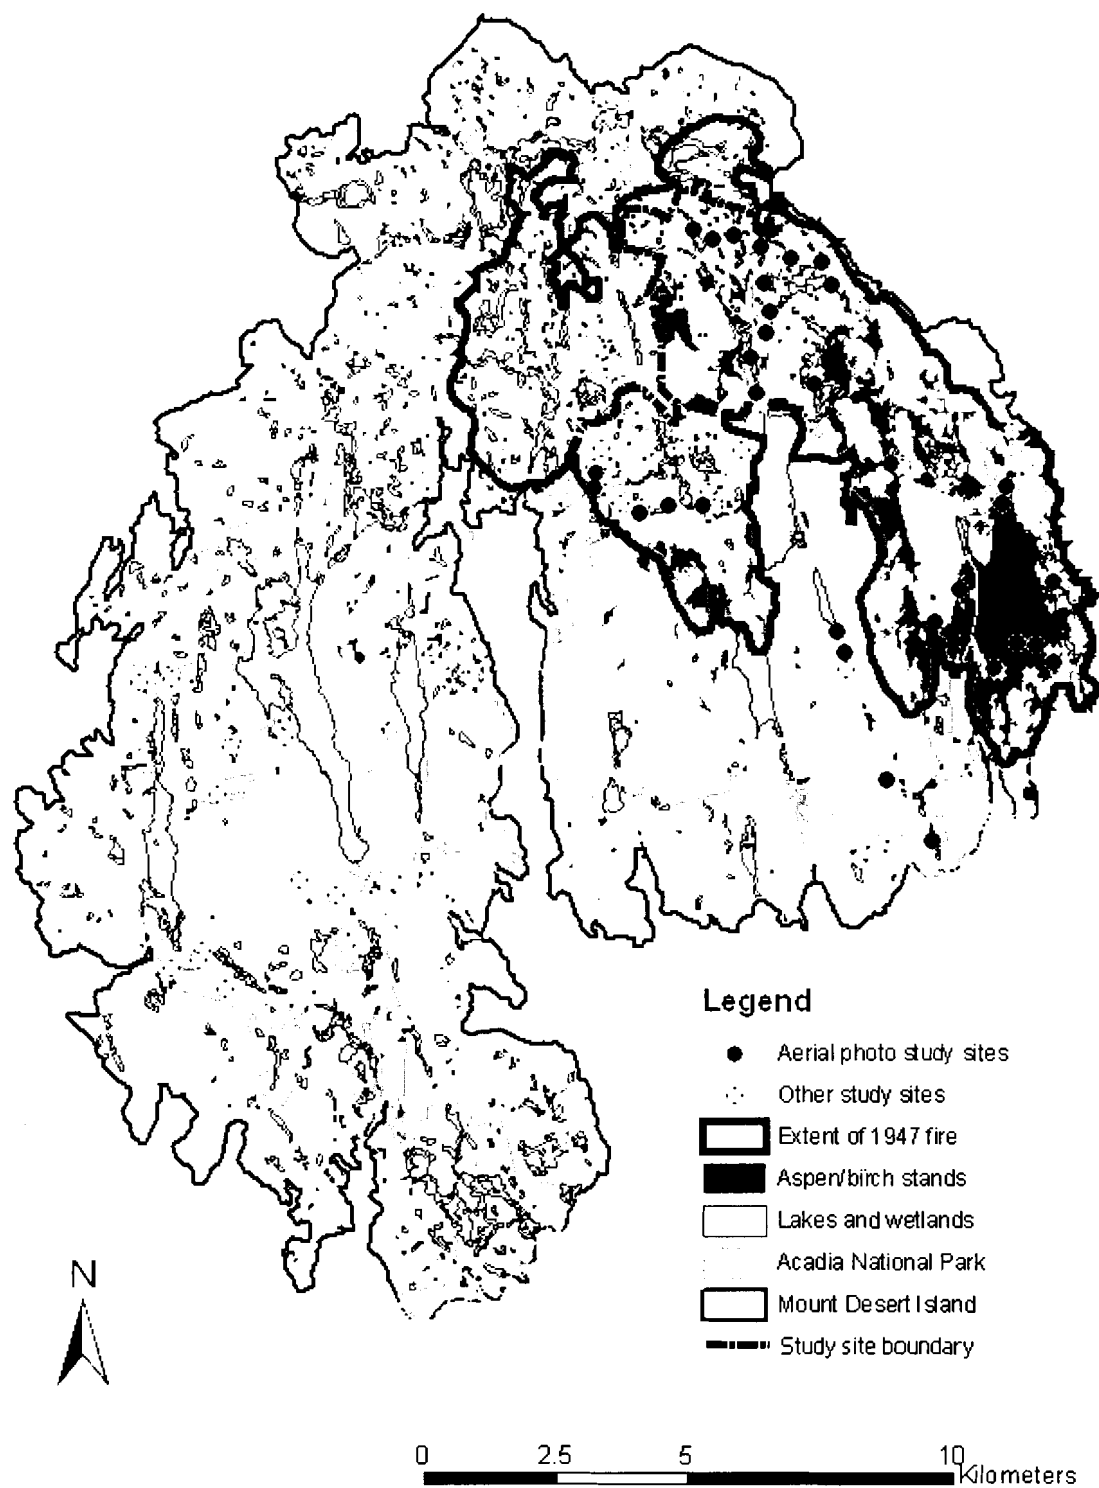 Legend
Aerial photo study sites
Other study sites
Extent of 1947 fire
Aspen/birch stands
Lakes and wetlands
Acadia National Park
Mount Desert Island
Study site boundary
N
0 2.5 5 10
Kilometers